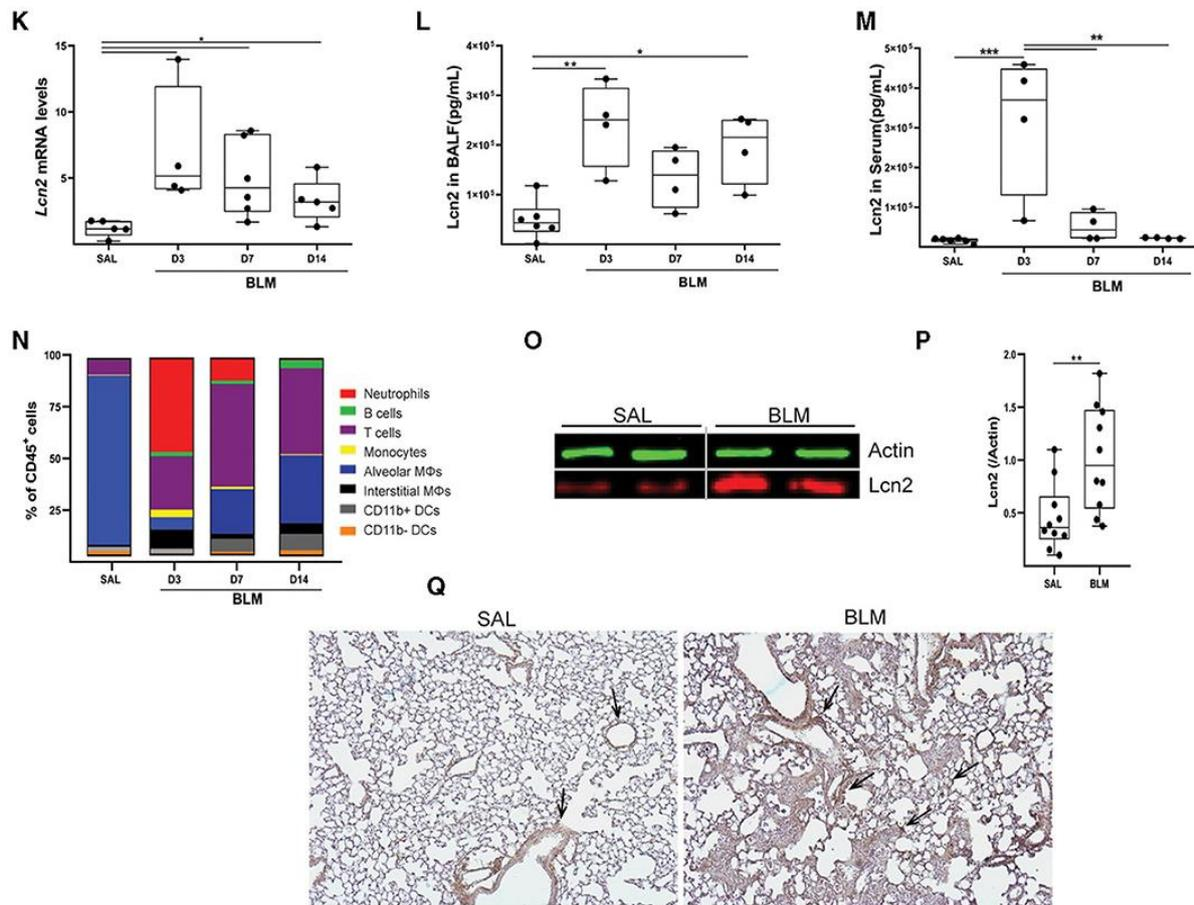 K
L
M
*
*
**
***
**
15
10
5
Lcn2 mRNA levels
SAL
D3
D7
D14
BLM
4×10⁵
3×10⁵
2×10⁵
1×10⁵
Lcn2 in BALF(pg/mL)
SAL
D3
D7
D14
BLM
5×10⁵
4×10⁵
3×10⁵
2×10⁵
1×10⁵
Lcn2 in Serum(pg/mL)
SAL
D3
D7
D14
BLM
N
100
75
50
25
% of CD45⁺ cells
SAL
D3
D7
D14
BLM
Neutrophils
B cells
T cells
Monocytes
Alveolar MΦs
Interstitial MΦs
CD11b+ DCs
CD11b- DCs
O
SAL
BLM
Actin
Lcn2
P
**
2.0
1.5
1.0
0.5
Lcn2 (/Actin)
SAL
BLM
Q
SAL
BLM